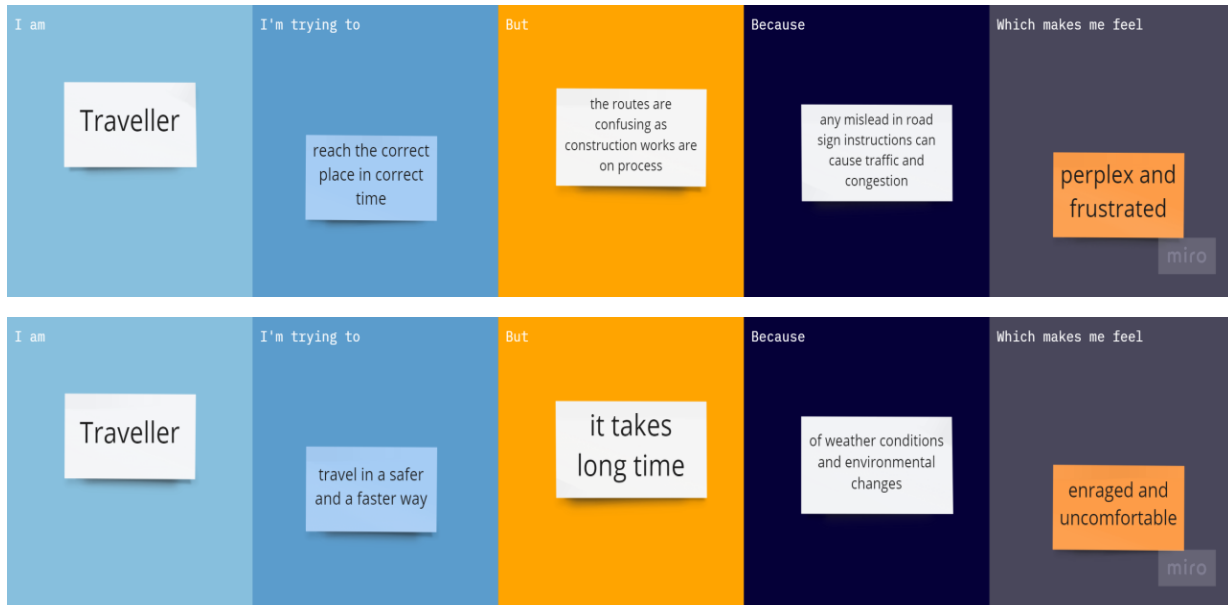 I am
I'm trying to
But
Because
Which makes me feel
Traveller
reach the correct
place in correct
time
the routes are
confusing as
construction works are
on process
any mislead in road
sign instructions can
cause traffic and
congestion
perplex and
frustrated
miro
I am
I'm trying to
But
Because
Which makes me feel
Traveller
travel in a safer
and a faster way
it takes
long time
of weather conditions
and environmental
changes
enraged and
uncomfortable
miro